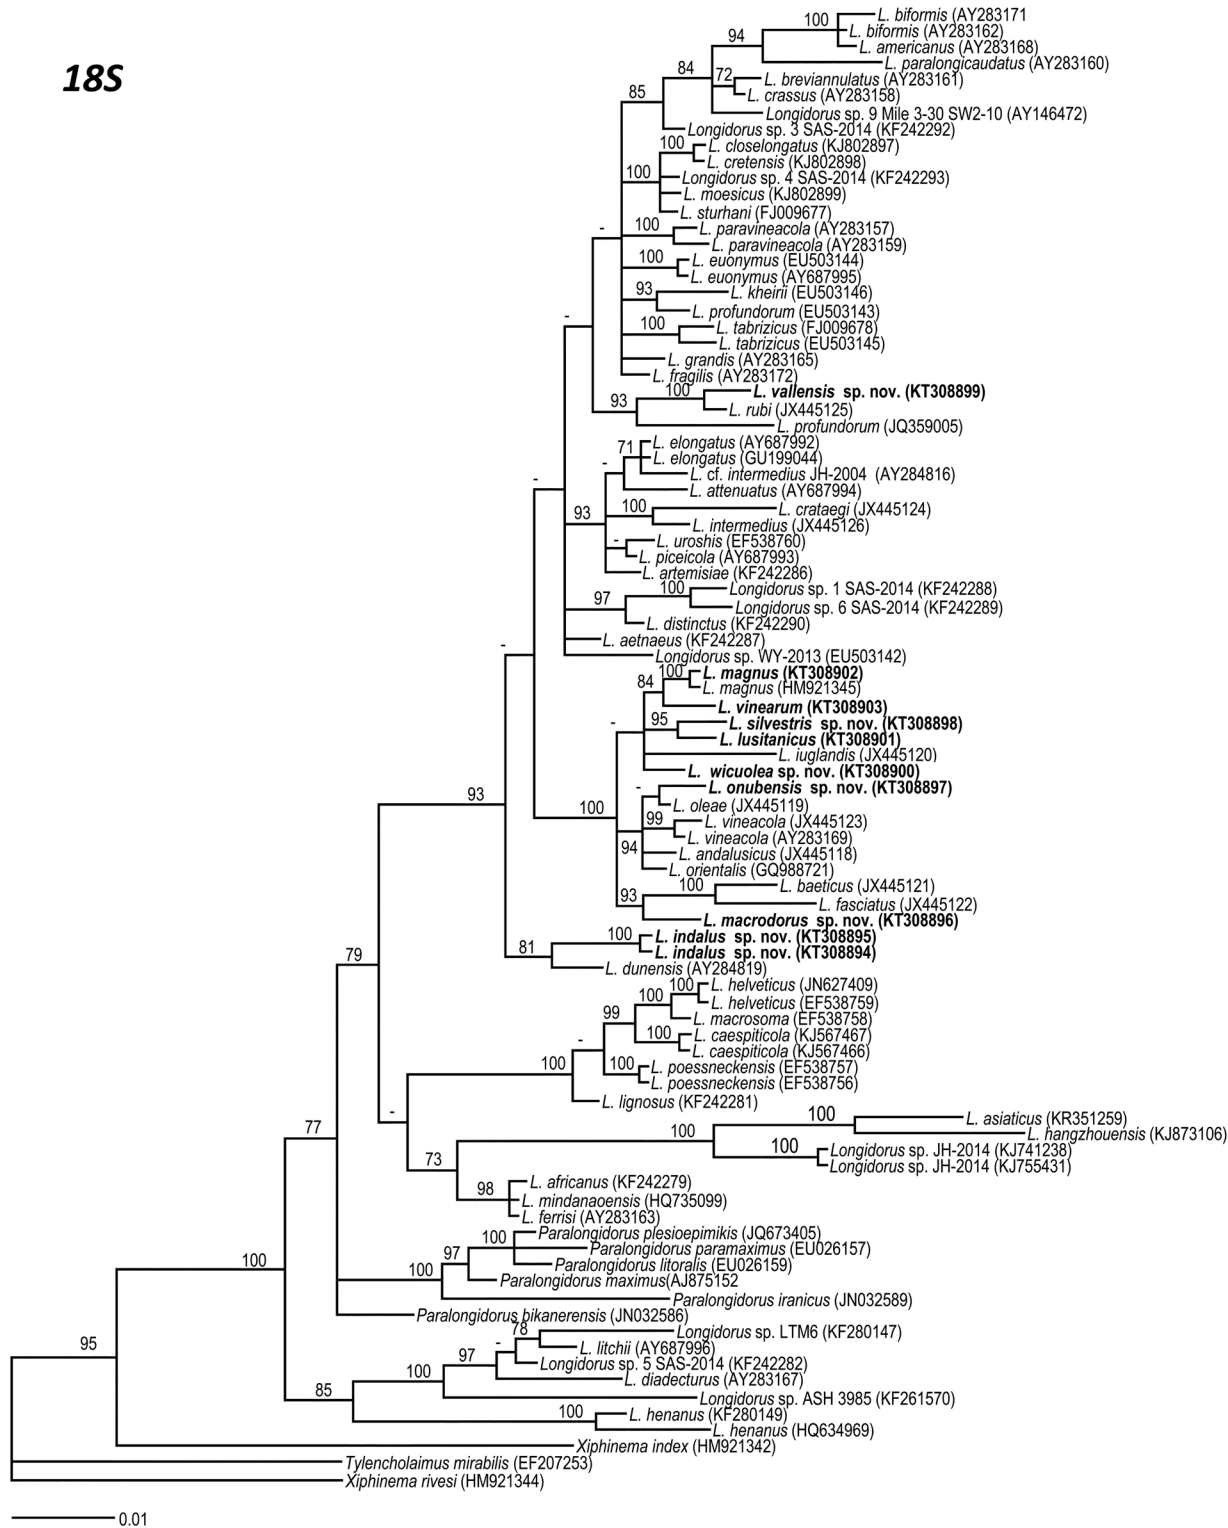 18S
100
L. biformis (AY283171
94
L. biformis (AY283162)
L. americanus (AY283168)
L. paralongicaudatus (AY283160)
84
72
L. breviannulatus (AY283161)
L. crassus (AY283158)
85
Longidorus sp. 9 Mile 3-30 SW2-10 (AY146472)
Longidorus sp. 3 SAS-2014 (KF242292)
100
L. closelongatus (KJ802897)
L. cretensis (KJ802898)
100
Longidorus sp. 4 SAS-2014 (KF242293)
L. moesicus (KJ802899)
L. sturhani (FJ009677)
-
100
L. paravineacola (AY283157)
L. paravineacola (AY283159)
100
L. euonymus (EU503144)
L. euonymus (AY687995)
93
L. kheirii (EU503146)
L. profundorum (EU503143)
-
100
L. tabrizicus (FJ009678)
L. tabrizicus (EU503145)
L. grandis (AY283165)
L. fragilis (AY283172)
100
L. vallensis sp. nov. (KT308899)
93
L. rubi (JX445125)
L. profundorum (JQ359005)
71
L. elongatus (AY687992)
L. elongatus (GU199044)
-
L. cf. intermedius JH-2004 (AY284816)
-
L. attenuatus (AY687994)
93
100
L. crataegi (JX445124)
L. intermedius (JX445126)
-
L. uroshis (EF538760)
L. piceicola (AY687993)
L. artemisiae (KF242286)
97
100
Longidorus sp. 1 SAS-2014 (KF242288)
Longidorus sp. 6 SAS-2014 (KF242289)
L. distinctus (KF242290)
L. aetnaeus (KF242287)
-
Longidorus sp. WY-2013 (EU503142)
100
L. magnus (KT308902)
84
L. magnus (HM921345)
L. vinearum (KT308903)
-
95
L. silvestris sp. nov. (KT308898)
L. lusitanicus (KT308901)
L. iuglandis (JX445120)
L. wicuolea sp. nov. (KT308900)
93
100
-
L. onubensis sp. nov. (KT308897)
L. oleae (JX445119)
99
L. vineacola (JX445123)
L. vineacola (AY283169)
94
L. andalusicus (JX445118)
L. orientalis (GQ988721)
93
100
L. baeticus (JX445121)
L. fasciatus (JX445122)
L. macrodorus sp. nov. (KT308896)
81
100
L. indalus sp. nov. (KT308895)
L. indalus sp. nov. (KT308894)
79
L. dunensis (AY284819)
100
L. helveticus (JN627409)
100
L. helveticus (EF538759)
99
L. macrosoma (EF538758)
100
L. caespiticola (KJ567467)
-
L. caespiticola (KJ567466)
100
100
L. poessneckensis (EF538757)
L. poessneckensis (EF538756)
L. lignosus (KF242281)
-
100
L. asiaticus (KR351259)
77
100
L. hangzhouensis (KJ873106)
100
Longidorus sp. JH-2014 (KJ741238)
73
Longidorus sp. JH-2014 (KJ755431)
98
L. africanus (KF242279)
L. mindanaoensis (HQ735099)
L. ferrisi (AY283163)
100
Paralongidorus plesioepimikis (JQ673405)
97
Paralongidorus paramaximus (EU026157)
100
100
Paralongidorus litoralis (EU026159)
Paralongidorus maximus(AJ875152
Paralongidorus iranicus (JN032589)
Paralongidorus bikanerensis (JN032586)
78
Longidorus sp. LTM6 (KF280147)
95
-
L. litchii (AY687996)
97
Longidorus sp. 5 SAS-2014 (KF242282)
100
L. diadecturus (AY283167)
85
Longidorus sp. ASH 3985 (KF261570)
100
L. henanus (KF280149)
L. henanus (HQ634969)
Xiphinema index (HM921342)
Tylencholaimus mirabilis (EF207253)
Xiphinema rivesi (HM921344)
0.01